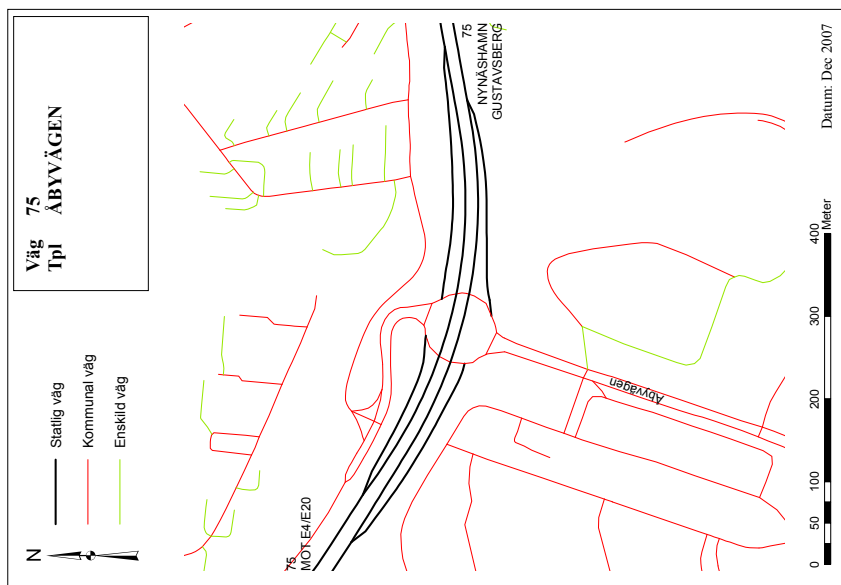 Väg 75
Tpl ÅBYVÄGEN
N
Statlig väg
Kommunal väg
Enskild väg
75
MOT E4/E20
75
NYNÄSHAMN
GUSTAVSBERG
Åbyvägen
0 50 100 200 300 400
Meter
Datum: Dec 2007